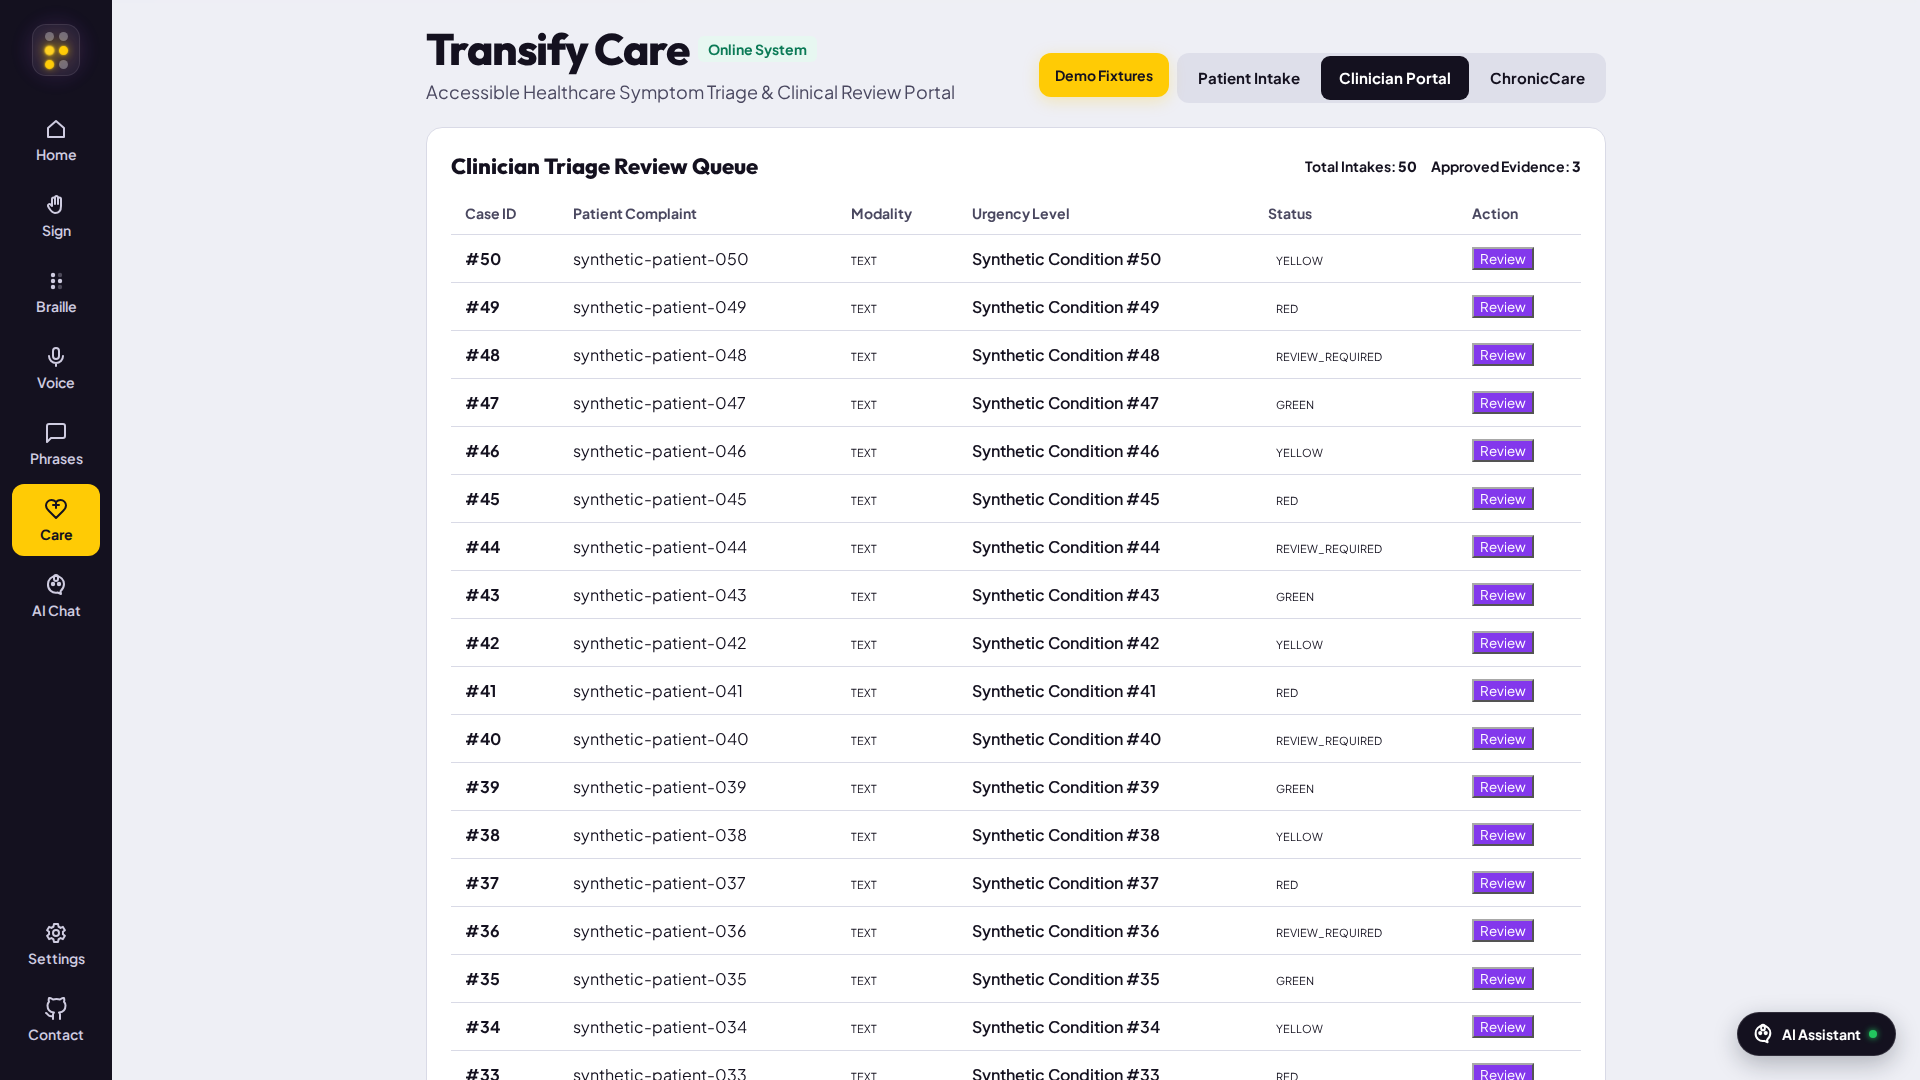 Home
Sign
Braille
Voice
Phrases
Care
AI Chat
Settings
Contact
Transify Care
Online System
Accessible Healthcare Symptom Triage & Clinical Review Portal
Demo Fixtures
Patient Intake
Clinician Portal
ChronicCare
Clinician Triage Review Queue
Total Intakes: 50 Approved Evidence: 3
Case ID Patient Complaint Modality Urgency Level Status Action
#50 synthetic-patient-050 TEXT Synthetic Condition #50 YELLOW Review
#49 synthetic-patient-049 TEXT Synthetic Condition #49 RED Review
#48 synthetic-patient-048 TEXT Synthetic Condition #48 REVIEW_REQUIRED Review
#47 synthetic-patient-047 TEXT Synthetic Condition #47 GREEN Review
#46 synthetic-patient-046 TEXT Synthetic Condition #46 YELLOW Review
#45 synthetic-patient-045 TEXT Synthetic Condition #45 RED Review
#44 synthetic-patient-044 TEXT Synthetic Condition #44 REVIEW_REQUIRED Review
#43 synthetic-patient-043 TEXT Synthetic Condition #43 GREEN Review
#42 synthetic-patient-042 TEXT Synthetic Condition #42 YELLOW Review
#41 synthetic-patient-041 TEXT Synthetic Condition #41 RED Review
#40 synthetic-patient-040 TEXT Synthetic Condition #40 REVIEW_REQUIRED Review
#39 synthetic-patient-039 TEXT Synthetic Condition #39 GREEN Review
#38 synthetic-patient-038 TEXT Synthetic Condition #38 YELLOW Review
#37 synthetic-patient-037 TEXT Synthetic Condition #37 RED Review
#36 synthetic-patient-036 TEXT Synthetic Condition #36 REVIEW_REQUIRED Review
#35 synthetic-patient-035 TEXT Synthetic Condition #35 GREEN Review
#34 synthetic-patient-034 TEXT Synthetic Condition #34 YELLOW Review
#33 synthetic-patient-033 TEXT Synthetic Condition #33 RED Review
AI Assistant